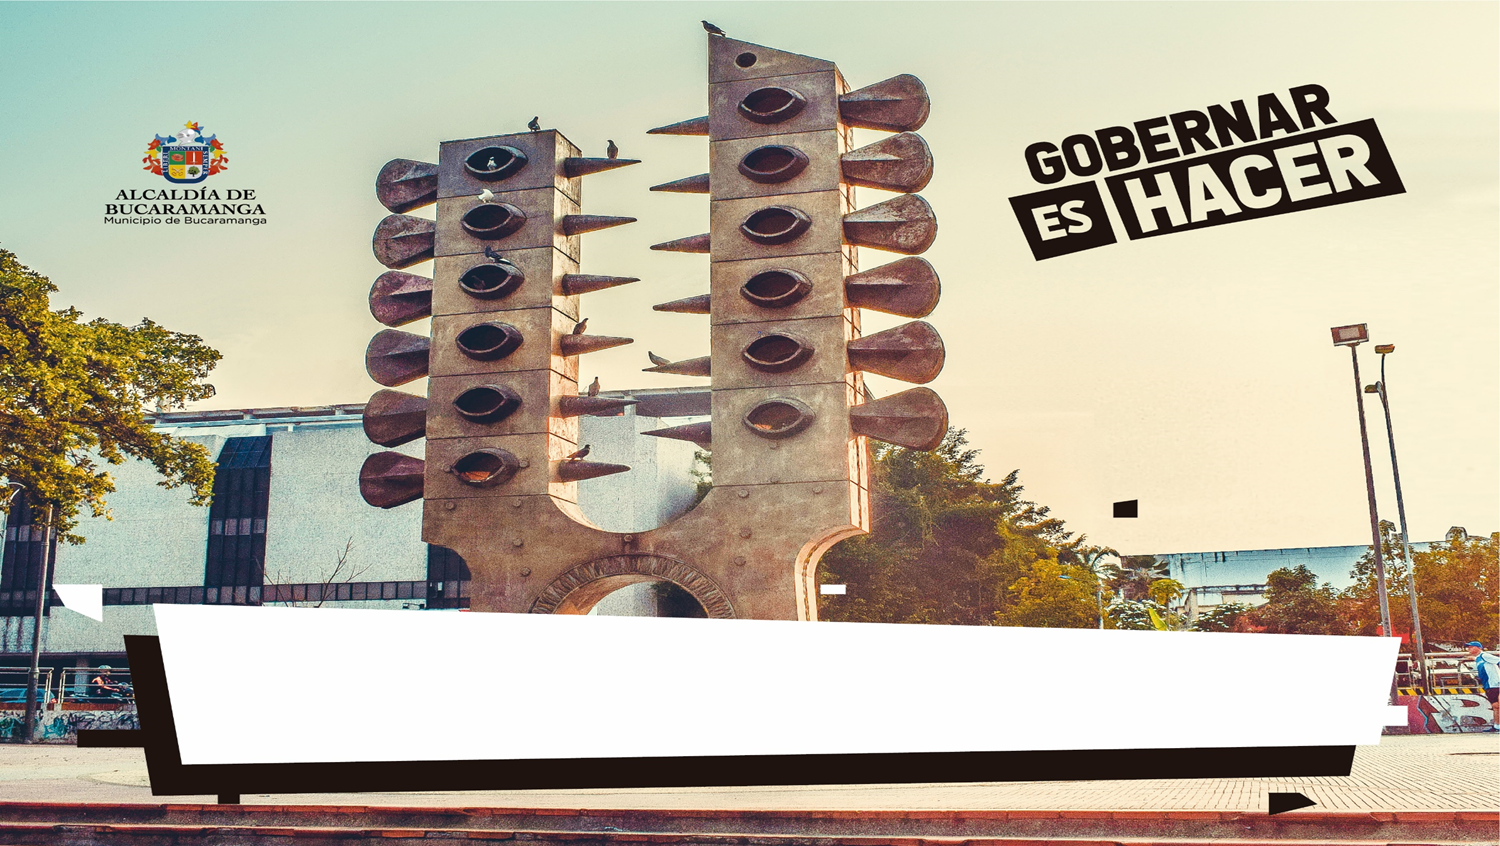 ALCALDÍA DE
BUCARAMANGA
Municipio de Bucaramanga
GOBERNAR
ES HACER